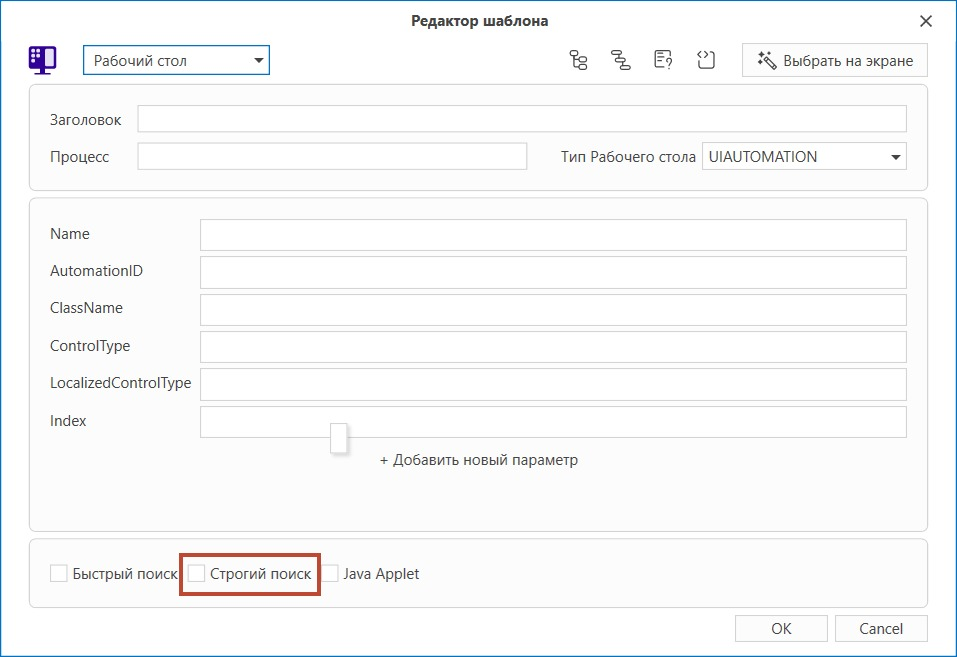 Редактор шаблона
Рабочий стол
Выбрать на экране
Заголовок
Процесс
Тип Рабочего стола UIAUTOMATION
Name
AutomationID
ClassName
ControlType
LocalizedControlType
Index
+ Добавить новый параметр
Быстрый поиск Строгий поиск Java Applet
OK Cancel